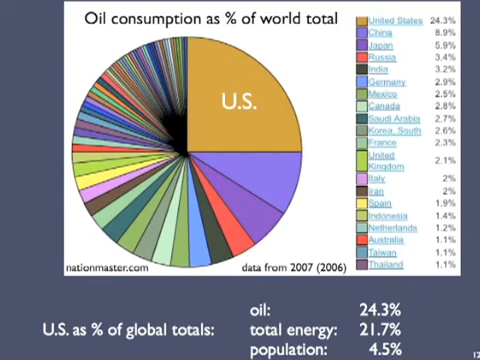 Oil consumption as % of world total
U.S.
United States 24.3%
China 8.9%
Japan 5.9%
Russia 3.4%
India 3.2%
Germany 2.9%
Mexico 2.5%
Canada 2.8%
Saudi Arabia 2.7%
Korea, South 2.6%
France 2.3%
United
Kingdom 2.1%
Italy 2%
Iran 2%
Spain 1.9%
Indonesia 1.4%
Netherlands 1.2%
Australia 1.1%
Taiwan 1.1%
Thailand 1.1%
nationmaster.com data from 2007 (2006)
oil: 24.3%
U.S. as % of global totals: total energy: 21.7%
population: 4.5%
12